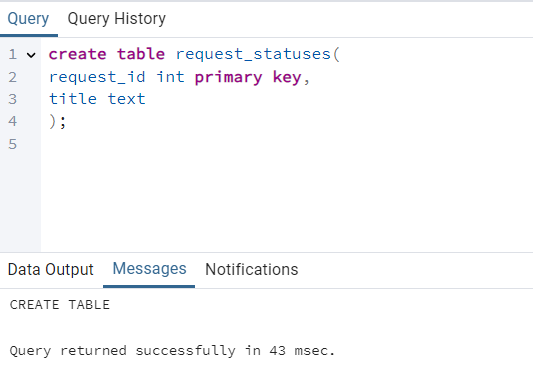 Query Query History
1 create table request_statuses(
2 request_id int primary key,
3 title text
4 );
5
Data Output Messages Notifications
CREATE TABLE
Query returned successfully in 43 msec.